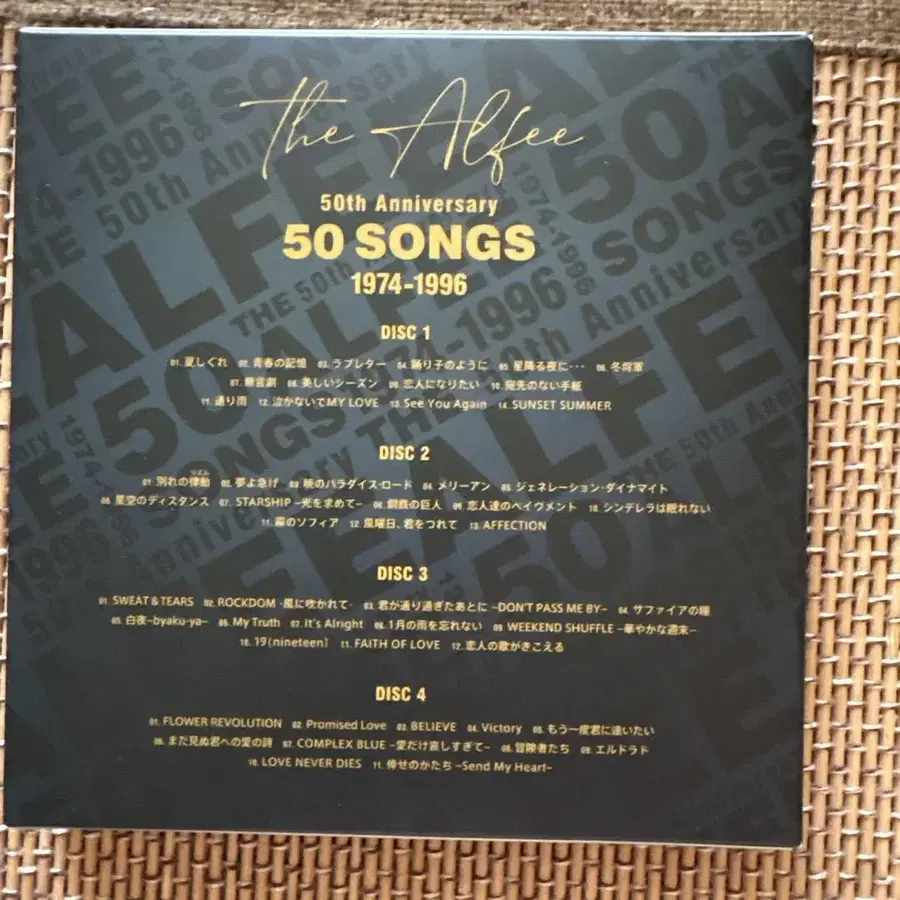 The Alfee
50th Anniversary
50 SONGS
1974-1996
DISC 1
01. 夏しぐれ 02. 青春の記憶 03. ラブレター 04. 踊り子のように 05. 星降る夜に・・・ 06. 冬将軍
07. 無言劇 08. 美しいシーズン 09. 恋人になりたい 10. 宛先のない手紙
11. 通り雨 12. 泣かないでMY LOVE 13. See You Again 14. SUNSET SUMMER
DISC 2
リズム
01. 別れの律動 02. 夢よ急げ 03. 暁のパラダイス・ロード 04. メリーアン 05. ジェネレーション・ダイナマイト
06. 星空のディスタンス 07. STARSHIP −光を求めて− 08. 鋼鉄の巨人 09. 恋人達のペイヴメント 10. シンデレラは眠れない
11. 霧のソフィア 12. 風曜日、君をつれて 13. AFFECTION
DISC 3
01. SWEAT & TEARS 02. ROCKDOM -風に吹かれて- 03. 君が通り過ぎたあとに −DON'T PASS ME BY− 04. サファイアの瞳
05. 白夜−byaku-ya− 06. My Truth 07. It's Alright 08. 1月の雨を忘れない 09. WEEKEND SHUFFLE −華やかな週末−
10. 19(nineteen) 11. FAITH OF LOVE 12. 恋人の歌がきこえる
DISC 4
01. FLOWER REVOLUTION 02. Promised Love 03. BELIEVE 04. Victory 05. もう一度君に逢いたい
06. まだ見ぬ君への愛の詩 07. COMPLEX BLUE −愛だけ哀しすぎて− 08. 冒険者たち 09. エルドラド
10. LOVE NEVER DIES 11. 倖せのかたち −Send My Heart−